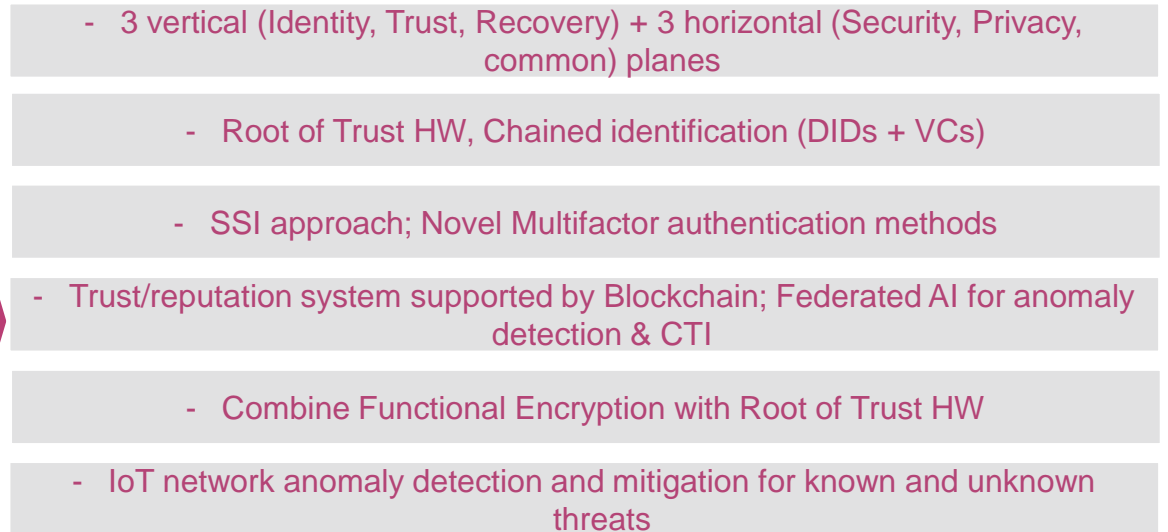 - 3 vertical (Identity, Trust, Recovery) + 3 horizontal (Security, Privacy,
common) planes
- Root of Trust HW, Chained identification (DIDs + VCs)
- SSI approach; Novel Multifactor authentication methods
- Trust/reputation system supported by Blockchain; Federated AI for anomaly
detection & CTI
- Combine Functional Encryption with Root of Trust HW
- IoT network anomaly detection and mitigation for known and unknown
threats